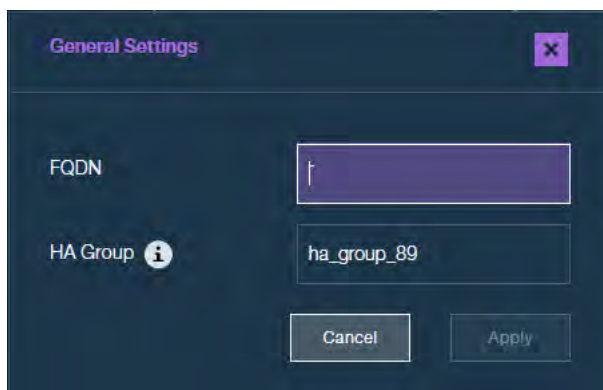 General Settings
FQDN
HA Group
ha_group_89
Cancel
Apply